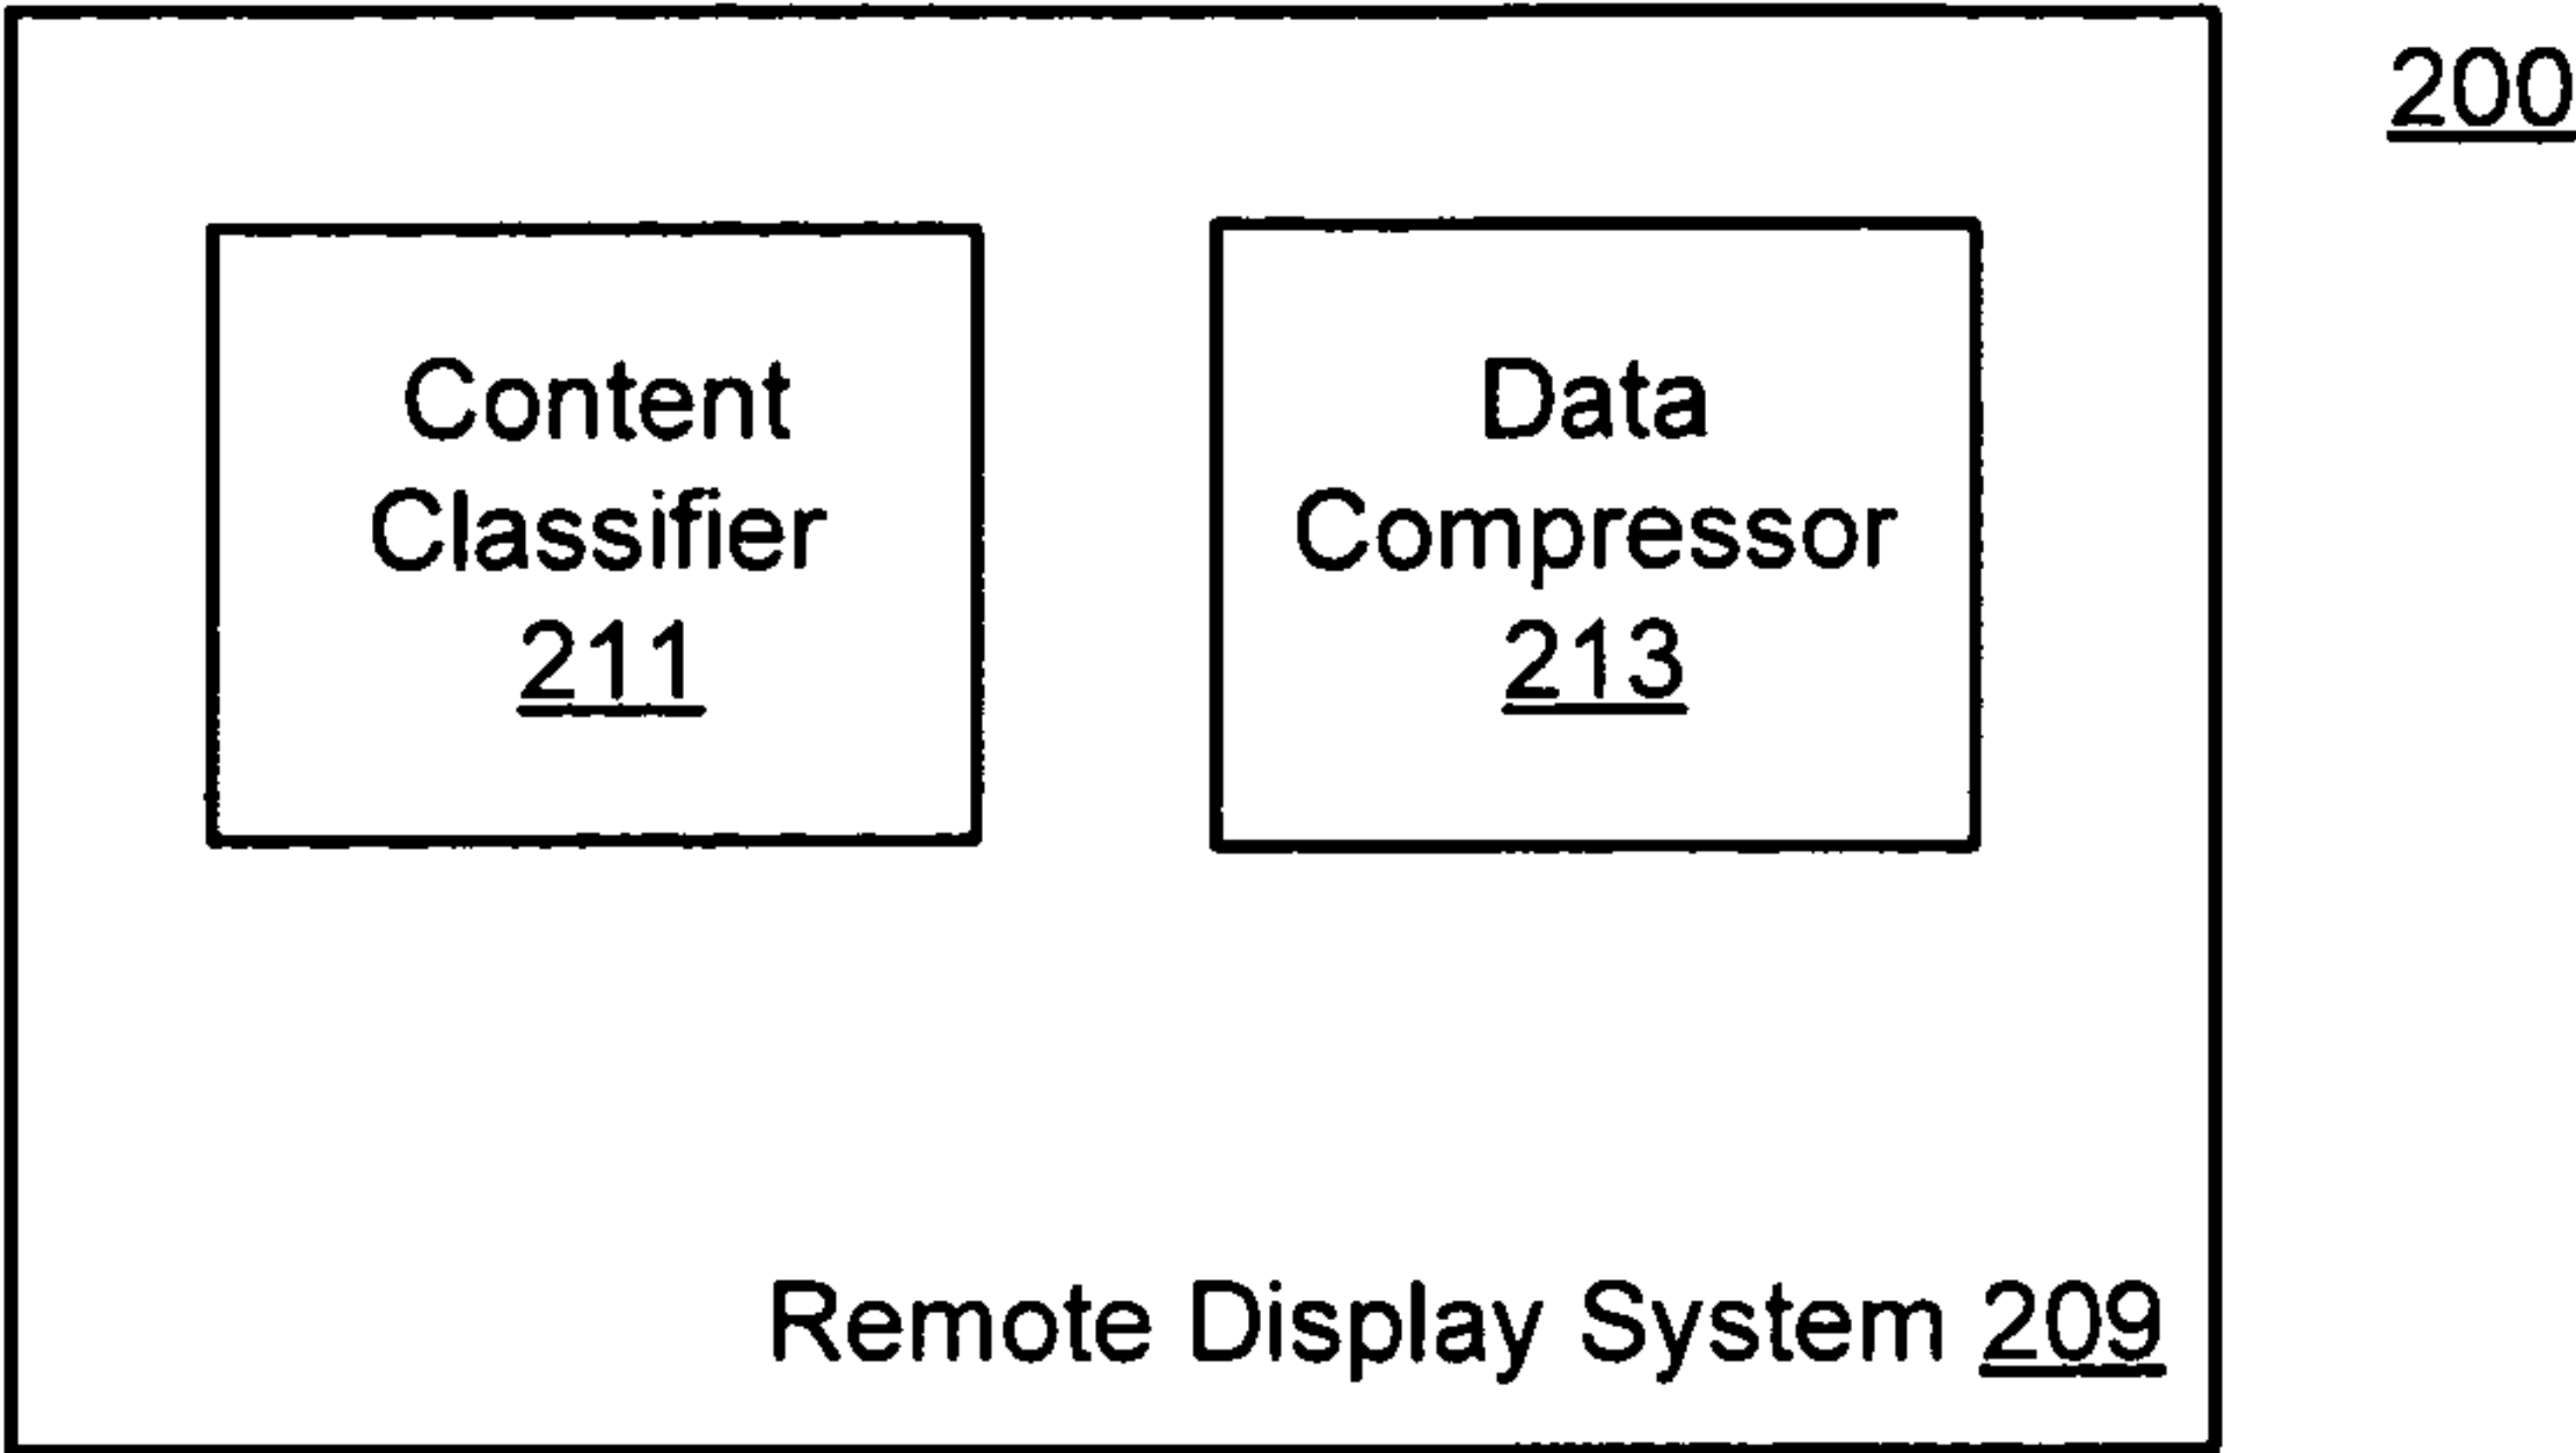 200
Content
Classifier
211
Data
Compressor
213
Remote Display System 209